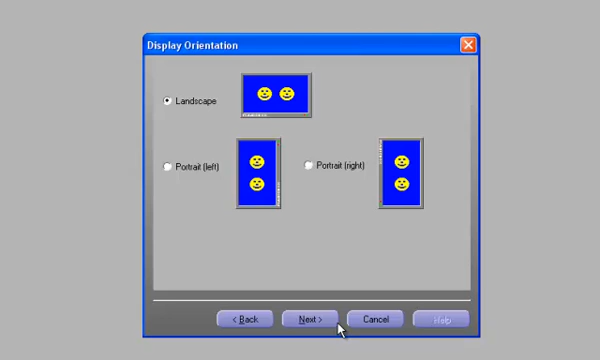 Display Orientation
Landscape
Portrait (left)
Portrait (right)
< Back
Next >
Cancel
Help